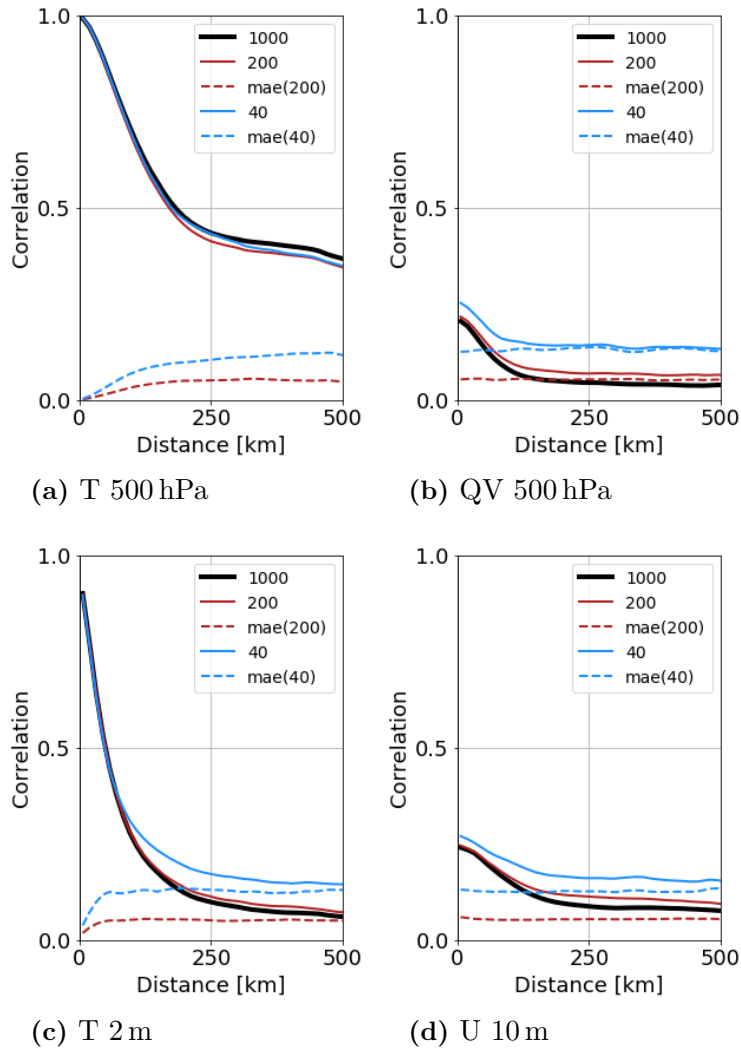 1.0
0.5
0.0
Correlation
0
250
500
Distance [km]
1000
200
mae(200)
40
mae(40)
(a) T 500 hPa
1.0
0.5
0.0
Correlation
0
250
500
Distance [km]
1000
200
mae(200)
40
mae(40)
(b) QV 500 hPa
1.0
0.5
0.0
Correlation
0
250
500
Distance [km]
1000
200
mae(200)
40
mae(40)
(c) T 2 m
1.0
0.5
0.0
Correlation
0
250
500
Distance [km]
1000
200
mae(200)
40
mae(40)
(d) U 10 m